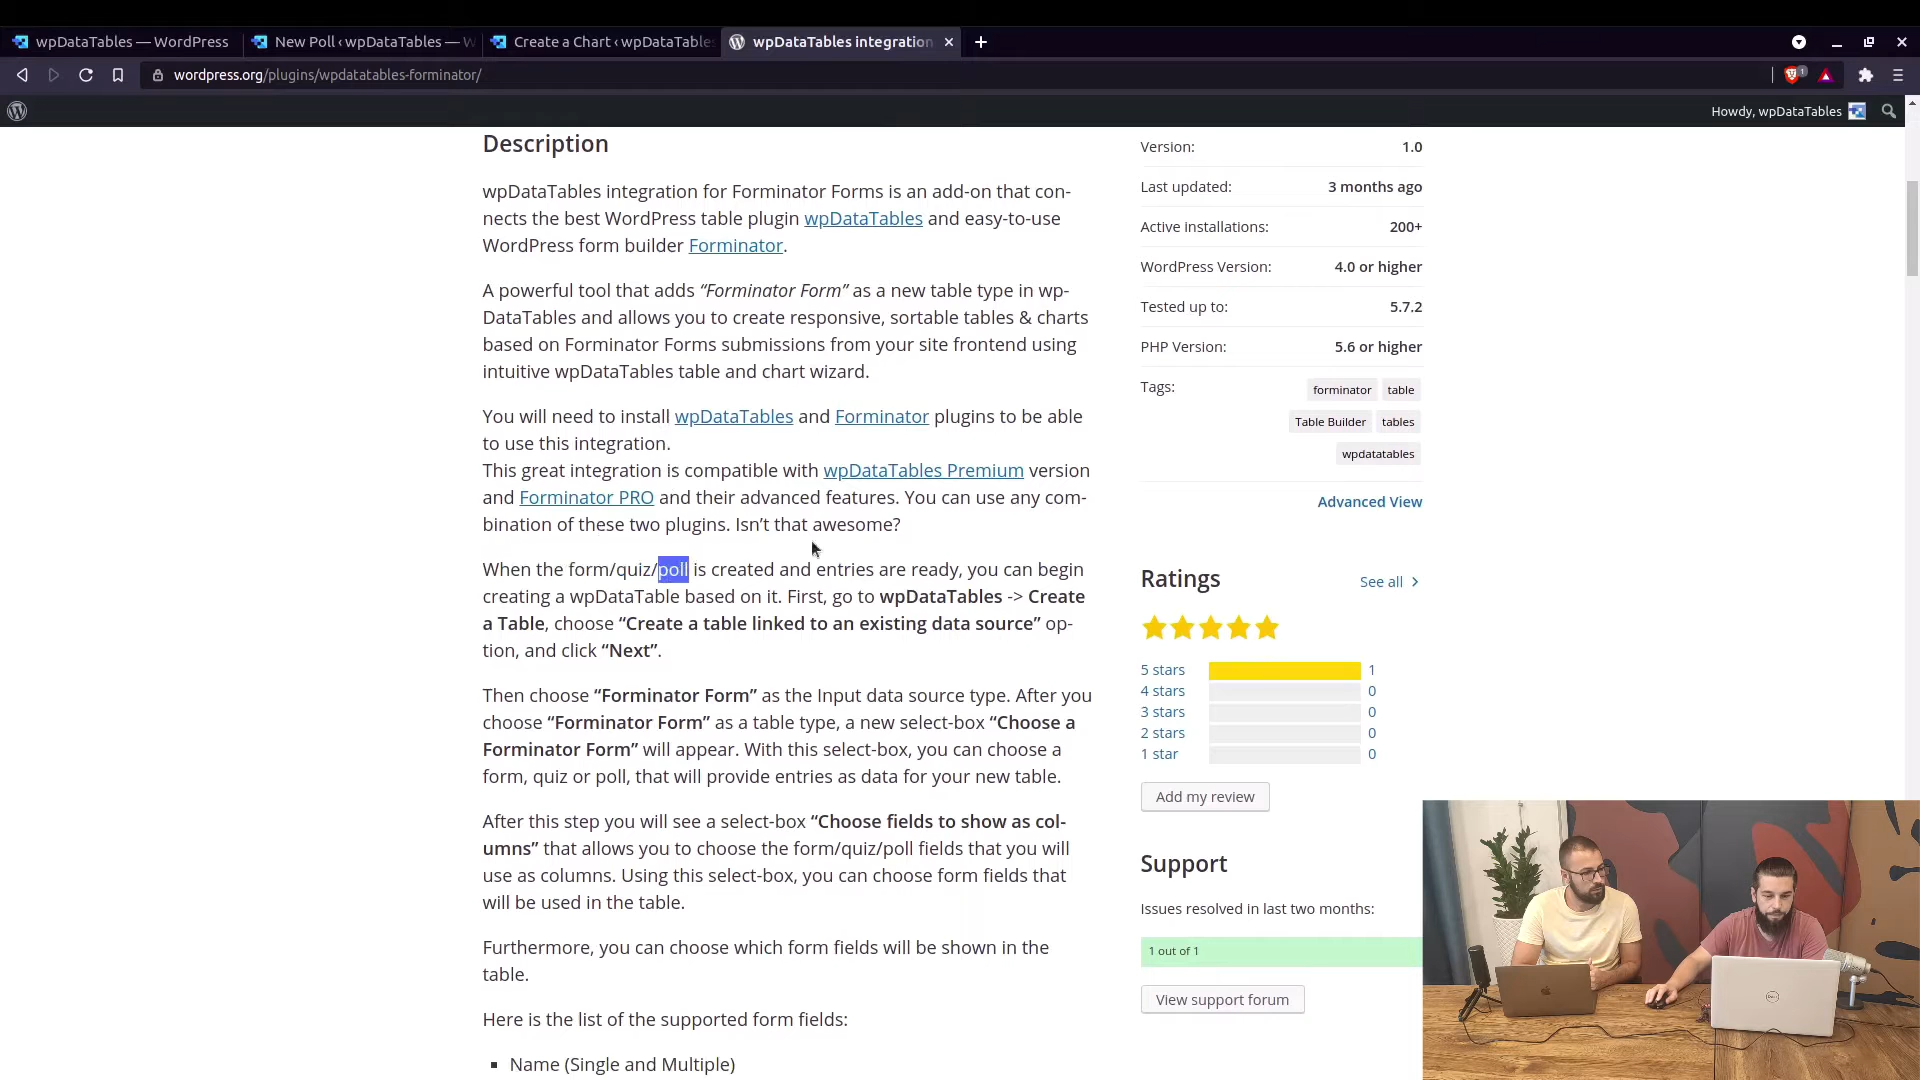 wpDataTables — WordPress
New Poll ‹ wpDataTables — W
Create a Chart ‹ wpDataTables
wpDataTables integration
wordpress.org/plugins/wpdatatables-forminator/
1
Howdy, wpDataTables
Description
wpDataTables integration for Forminator Forms is an add-on that con-
nects the best WordPress table plugin wpDataTables and easy-to-use
WordPress form builder Forminator.
A powerful tool that adds “Forminator Form” as a new table type in wp-
DataTables and allows you to create responsive, sortable tables & charts
based on Forminator Forms submissions from your site frontend using
intuitive wpDataTables table and chart wizard.
You will need to install wpDataTables and Forminator plugins to be able
to use this integration.
This great integration is compatible with wpDataTables Premium version
and Forminator PRO and their advanced features. You can use any com-
bination of these two plugins. Isn’t that awesome?
When the form/quiz/poll is created and entries are ready, you can begin
creating a wpDataTable based on it. First, go to wpDataTables -> Create
a Table, choose “Create a table linked to an existing data source” op-
tion, and click “Next”.
Then choose “Forminator Form” as the Input data source type. After you
choose “Forminator Form” as a table type, a new select-box “Choose a
Forminator Form” will appear. With this select-box, you can choose a
form, quiz or poll, that will provide entries as data for your new table.
After this step you will see a select-box “Choose fields to show as col-
umns” that allows you to choose the form/quiz/poll fields that you will
use as columns. Using this select-box, you can choose form fields that
will be used in the table.
Furthermore, you can choose which form fields will be shown in the
table.
Here is the list of the supported form fields:
▪ Name (Single and Multiple)
Version: 1.0
Last updated: 3 months ago
Active installations: 200+
WordPress Version: 4.0 or higher
Tested up to: 5.7.2
PHP Version: 5.6 or higher
Tags: forminator table
Table Builder tables
wpdatatables
Advanced View
Ratings See all
5 stars 1
4 stars 0
3 stars 0
2 stars 0
1 star 0
Add my review
Support
Issues resolved in last two months:
1 out of 1
View support forum